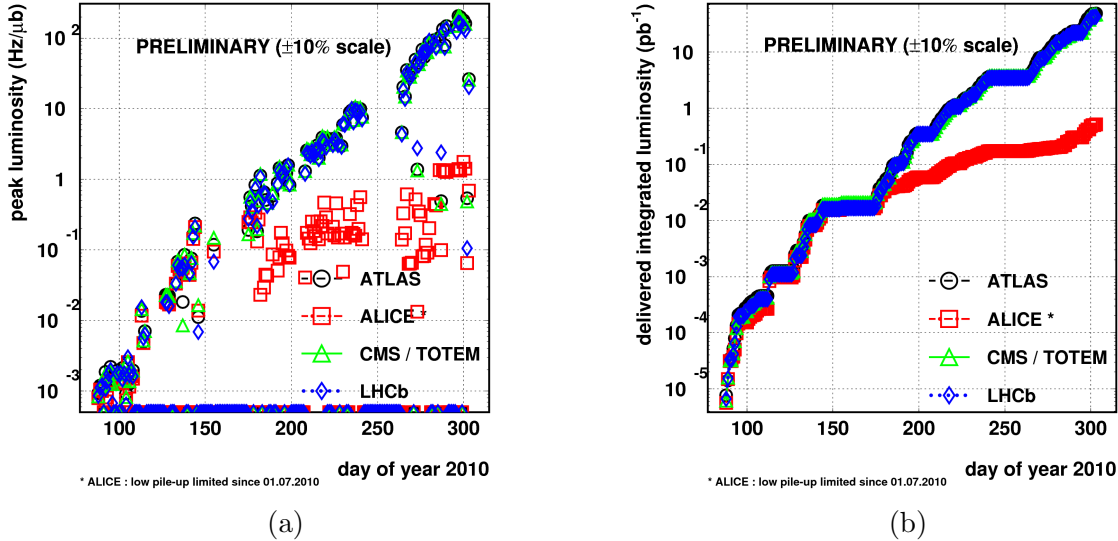 peak luminosity (Hz/μb)
10 2
10
1
10 -1
10 -2
10 -3
PRELIMINARY (±10% scale)
ATLAS
ALICE *
CMS / TOTEM
LHCb
100 150 200 250 300
day of year 2010
* ALICE : low pile-up limited since 01.07.2010
(a)
delivered integrated luminosity (pb-1)
10
1
10 -1
10 -2
10 -3
10 -4
10 -5
PRELIMINARY (±10% scale)
ATLAS
ALICE *
CMS / TOTEM
LHCb
100 150 200 250 300
day of year 2010
* ALICE : low pile-up limited since 01.07.2010
(b)